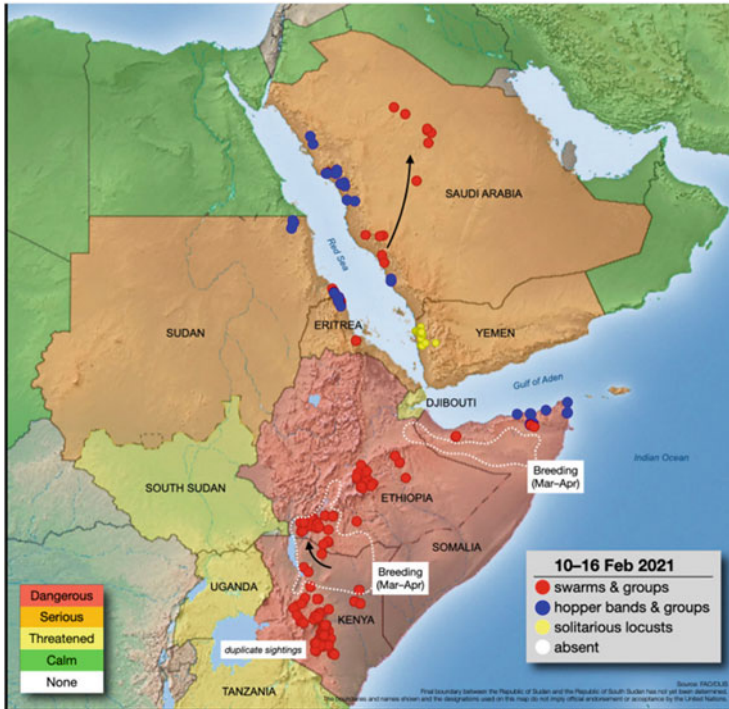 SAUDI ARABIA
Red Sea
SUDAN
ERITREA
YEMEN
Gulf of Aden
DJIBOUTI
Indian Ocean
SOUTH SUDAN
ETHIOPIA
Breeding
(Mar–Apr)
SOMALIA
UGANDA
Breeding
(Mar–Apr)
KENYA
duplicate sightings
TANZANIA
Dangerous
Serious
Threatened
Calm
None
10–16 Feb 2021
swarms & groups
hopper bands & groups
solitarious locusts
absent
Source: FAO/DLIS
Final boundary between the Republic of Sudan and the Republic of South Sudan has not yet been determined.
The boundaries and names shown and the designations used on this map do not imply official endorsement or acceptance by the United Nations.